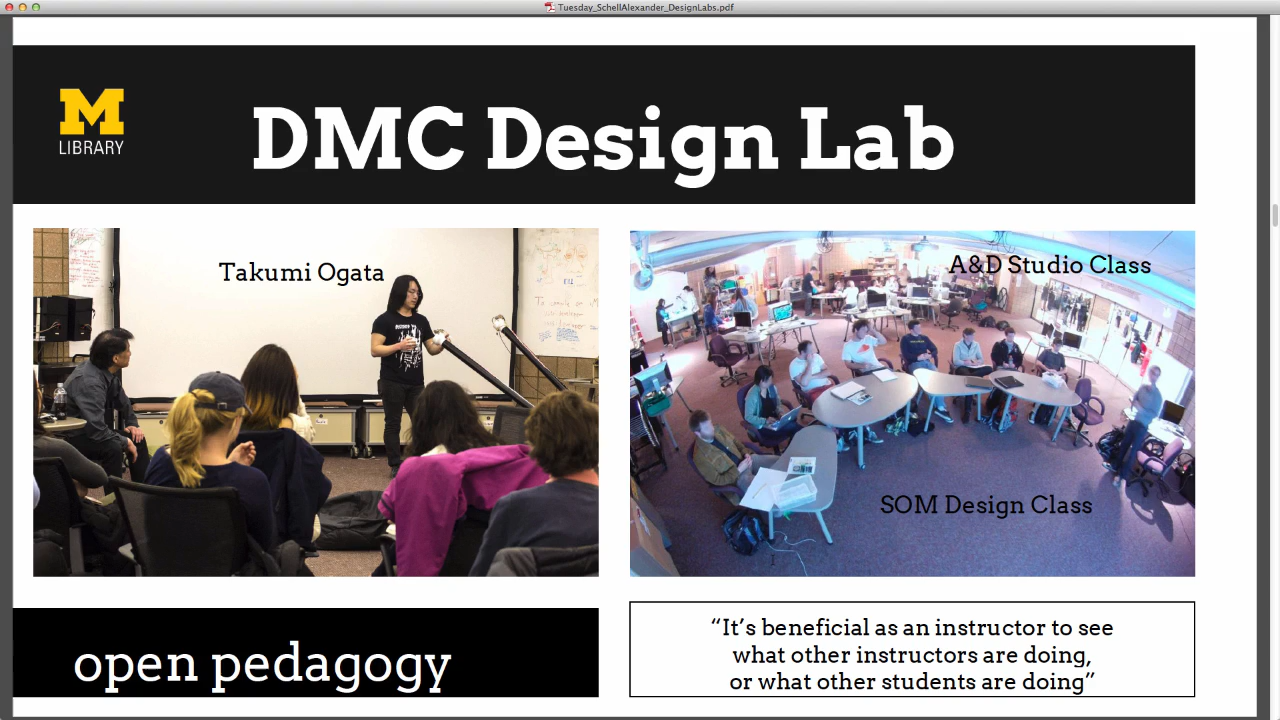 Tuesday_SchellAlexander_DesignLabs.pdf
M
LIBRARY
DMC Design Lab
Takumi Ogata
A&D Studio Class
SOM Design Class
open pedagogy
“It’s beneficial as an instructor to see
what other instructors are doing,
or what other students are doing”